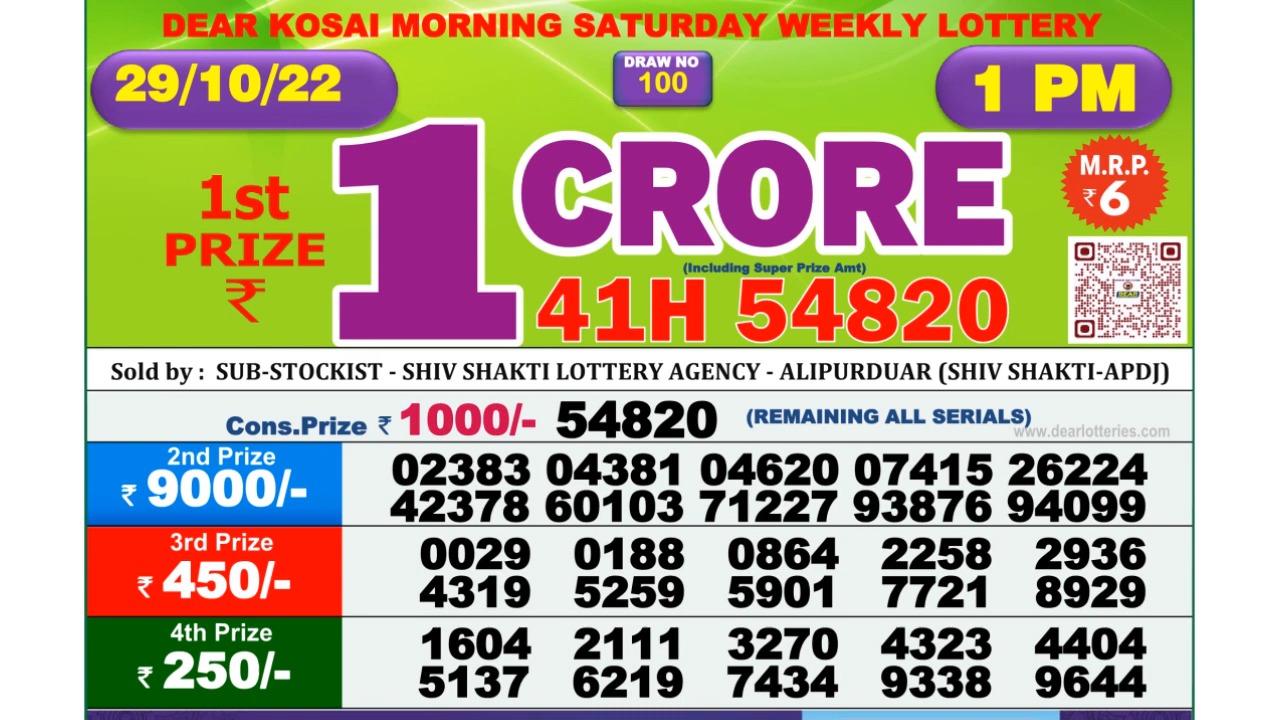 DEAR KOSAI MORNING SATURDAY WEEKLY LOTTERY
29/10/22
DRAW NO
100
1 PM
1st
PRIZE
₹
1 CRORE
M.R.P.
₹ 6
(Including Super Prize Amt)
41H 54820
DEAR
Sold by : SUB-STOCKIST - SHIV SHAKTI LOTTERY AGENCY - ALIPURDUAR (SHIV SHAKTI-APDJ)
Cons.Prize ₹ 1000/- 54820 (REMAINING ALL SERIALS)
www.dearlotteries.com
2nd Prize
₹ 9000/-
02383 04381 04620 07415 26224
42378 60103 71227 93876 94099
3rd Prize
₹ 450/-
0029 0188 0864 2258 2936
4319 5259 5901 7721 8929
4th Prize
₹ 250/-
1604 2111 3270 4323 4404
5137 6219 7434 9338 9644